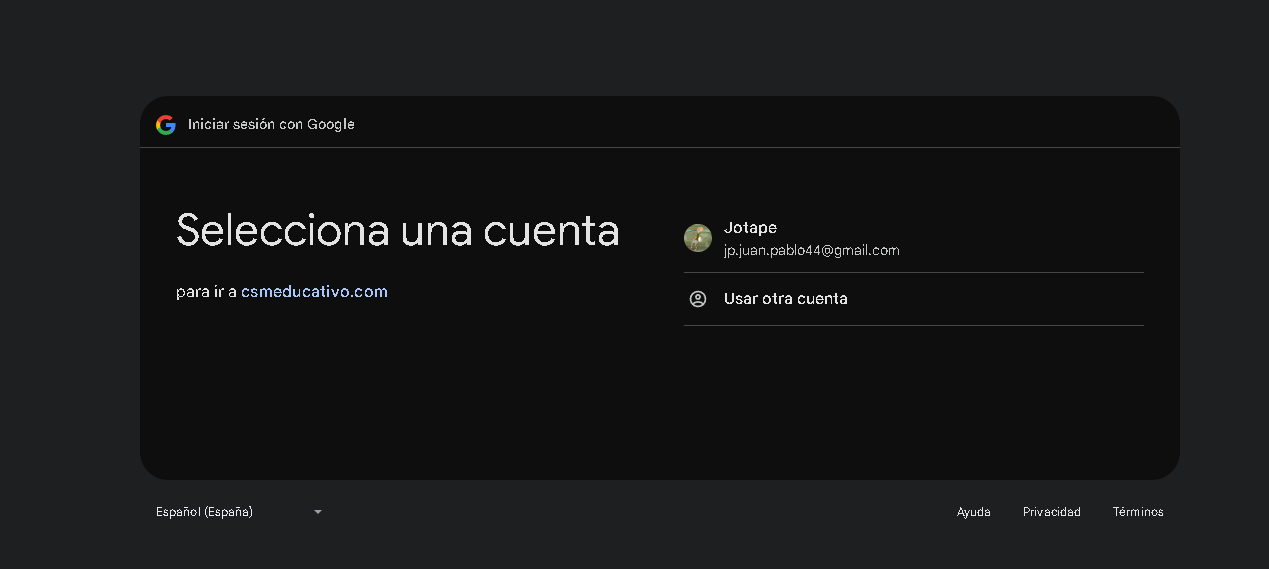 Iniciar sesión con Google
Selecciona una cuenta
para ir a csmeducativo.com
Jotape
jp.juan.pablo44@gmail.com
Usar otra cuenta
Español (España)
Ayuda
Privacidad
Términos